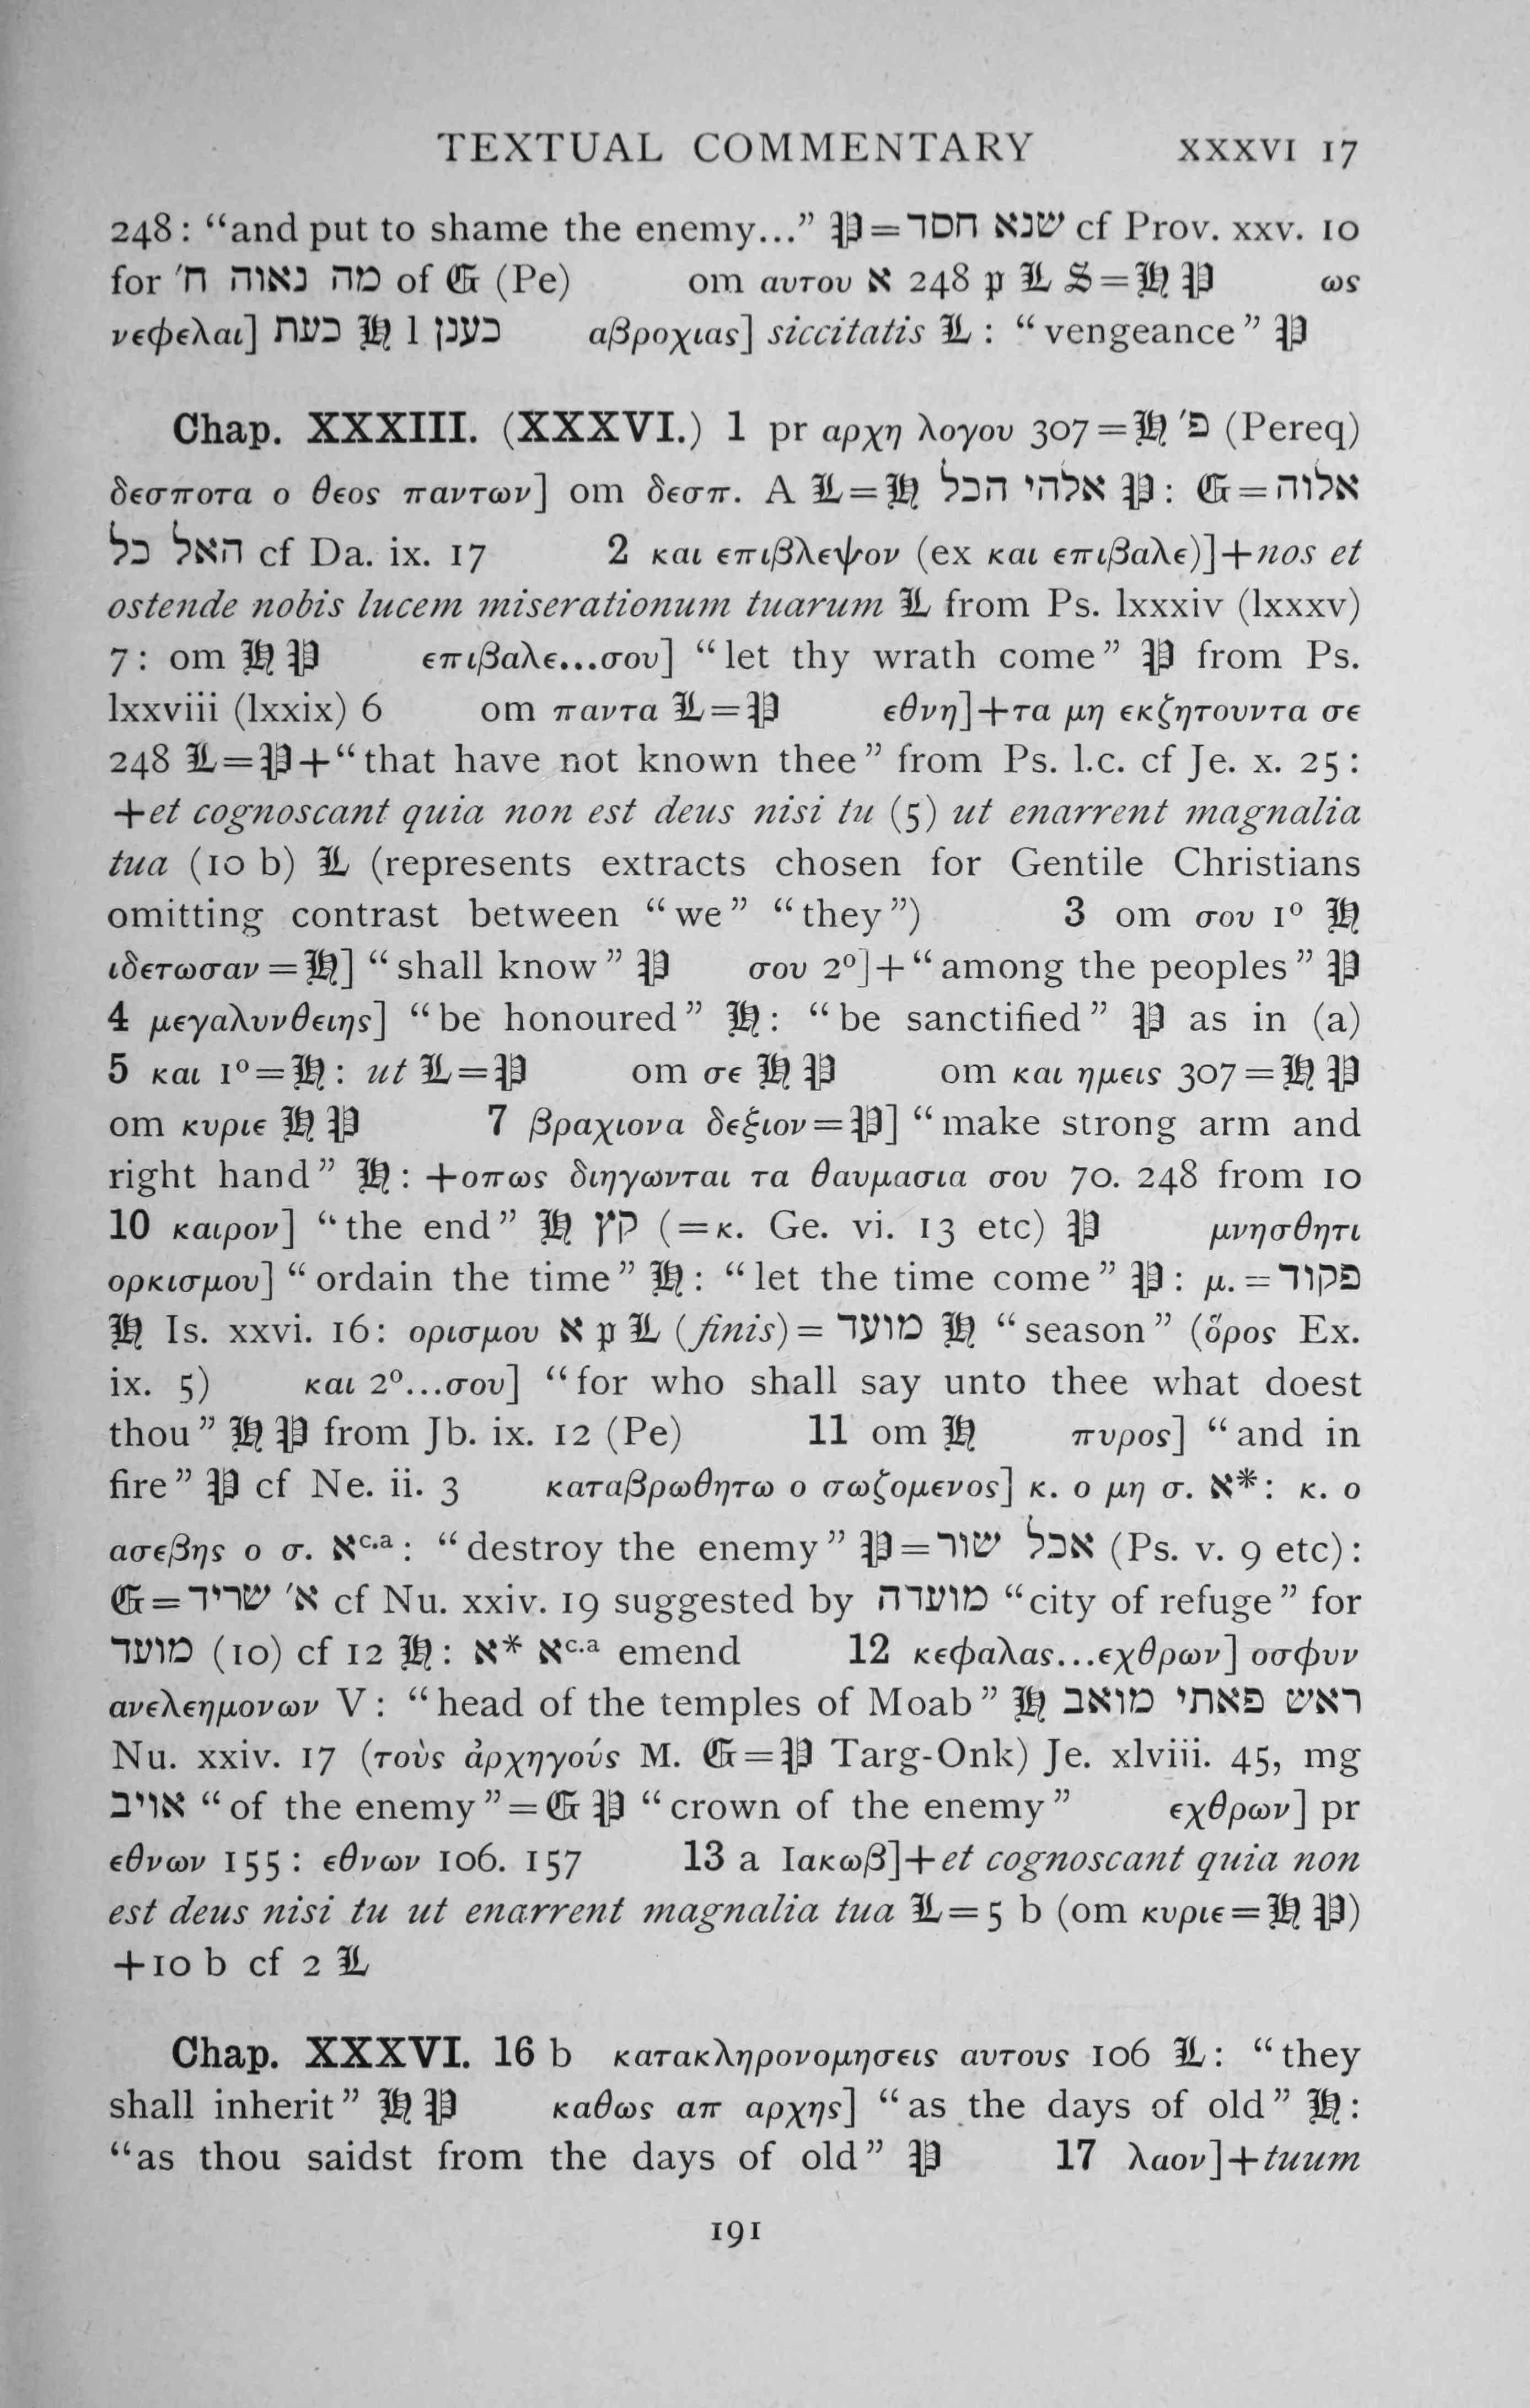 TEXTUAL COMMENTARY XXXVI 17
248: “and put to shame the enemy...” 𝔓=שנא חסד cf Prov. xxv. 10
for מה נאוה ח' of 𝔊 (Pe) om αυτου א 248 𝔭 𝕷 𝕾=𝕳 𝔓 ως
νεφελαι] כעת 𝕳 l כענן αβροχιας] siccitatis 𝕷: “vengeance” 𝔓
Chap. XXXIII. (XXXVI.) 1 pr αρχη λογου 307=𝕳 פ' (Pereq)
δεσποτα ο θεος παντων] om δεσπ. A 𝕷=𝕳 אלהי הכל 𝔓: 𝔊=אלוה
האל כל cf Da. ix. 17 2 και επιβλεψον (ex και επιβαλε)]+nos et
ostende nobis lucem miserationum tuarum 𝕷 from Ps. lxxxiv (lxxxv)
7: om 𝕳 𝔓 επιβαλε...σου] “let thy wrath come” 𝔓 from Ps.
lxxviii (lxxix) 6 om παντα 𝕷=𝔓 εθνη]+τα μη εκζητουντα σε
248 𝕷=𝔓+“that have not known thee” from Ps. l.c. cf Je. x. 25:
+et cognoscant quia non est deus nisi tu (5) ut enarrent magnalia
tua (10 b) 𝕷 (represents extracts chosen for Gentile Christians
omitting contrast between “we” “they”) 3 om σου 1º 𝕳
ιδετωσαν=𝕳] “shall know” 𝔓 σου 2º]+“among the peoples” 𝔓
4 μεγαλυνθειης] “be honoured” 𝕳: “be sanctified” 𝔓 as in (a)
5 και 1º=𝕳: ut 𝕷=𝔓 om σε 𝕳 𝔓 om και ημεις 307=𝕳 𝔓
om κυριε 𝕳 𝔓 7 βραχιονα δεξιον=𝔓] “make strong arm and
right hand” 𝕳: +οπως διηγωνται τα θαυμασια σου 70. 248 from 10
10 καιρον] “the end” 𝕳 קץ (=κ. Ge. vi. 13 etc) 𝔓 μνησθητι
ορκισμου] “ordain the time” 𝕳: “let the time come” 𝔓: μ.=פקוד
𝕳 Is. xxvi. 16: ορισμου א 𝔭 𝕷 (finis)=מועד 𝕳 “season” (ὅρος Ex.
ix. 5) και 2º...σου] “for who shall say unto thee what doest
thou” 𝕳 𝔓 from Jb. ix. 12 (Pe) 11 om 𝕳 πυρος] “and in
fire” 𝔓 cf Ne. ii. 3 καταβρωθητω ο σωζομενος] κ. ο μη σ. א*: κ. ο
ασεβης ο σ. אc.a: “destroy the enemy” 𝔓=אכל שור (Ps. v. 9 etc):
𝔊=א' שריד cf Nu. xxiv. 19 suggested by מועדה “city of refuge” for
מועד (10) cf 12 𝕳: א* אc.a emend 12 κεφαλας...εχθρων] οσφυν
ανελεημονων V: “head of the temples of Moab” 𝕳 ראש פאתי מואב
Nu. xxiv. 17 (τοὺς ἀρχηγούς M. 𝔊=𝔓 Targ-Onk) Je. xlviii. 45, mg
אויב “of the enemy”=𝔊 𝔓 “crown of the enemy” εχθρων] pr
εθνων 155: εθνων 106. 157 13 a Ιακωβ]+et cognoscant quia non
est deus nisi tu ut enarrent magnalia tua 𝕷=5 b (om κυριε=𝕳 𝔓)
+10 b cf 2 𝕷
Chap. XXXVI. 16 b κατακληρονομησεις αυτους 106 𝕷: “they
shall inherit” 𝕳 𝔓 καθως απ αρχης] “as the days of old” 𝕳:
“as thou saidst from the days of old” 𝔓 17 λαον]+tuum
191